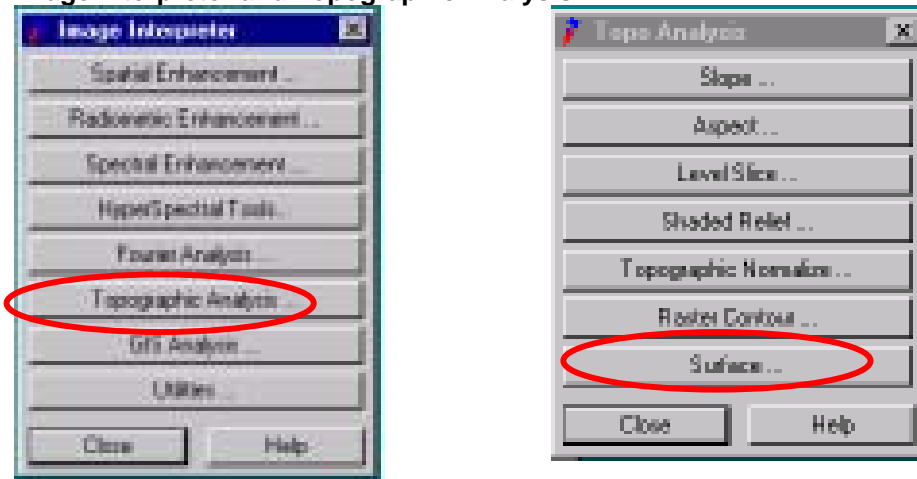 Image Interpreter
Spatial Enhancement ...
Radiometric Enhancement ...
Spectral Enhancement ...
HyperSpectral Tools...
Fourier Analysis ...
Topographic Analysis ...
GIS Analysis ...
Utilities ...
Close Help
Topo Analysis
Slope ...
Aspect ...
Level Slice ...
Shaded Relief ...
Topographic Normalize ...
Raster Contour ...
Surface ...
Close Help